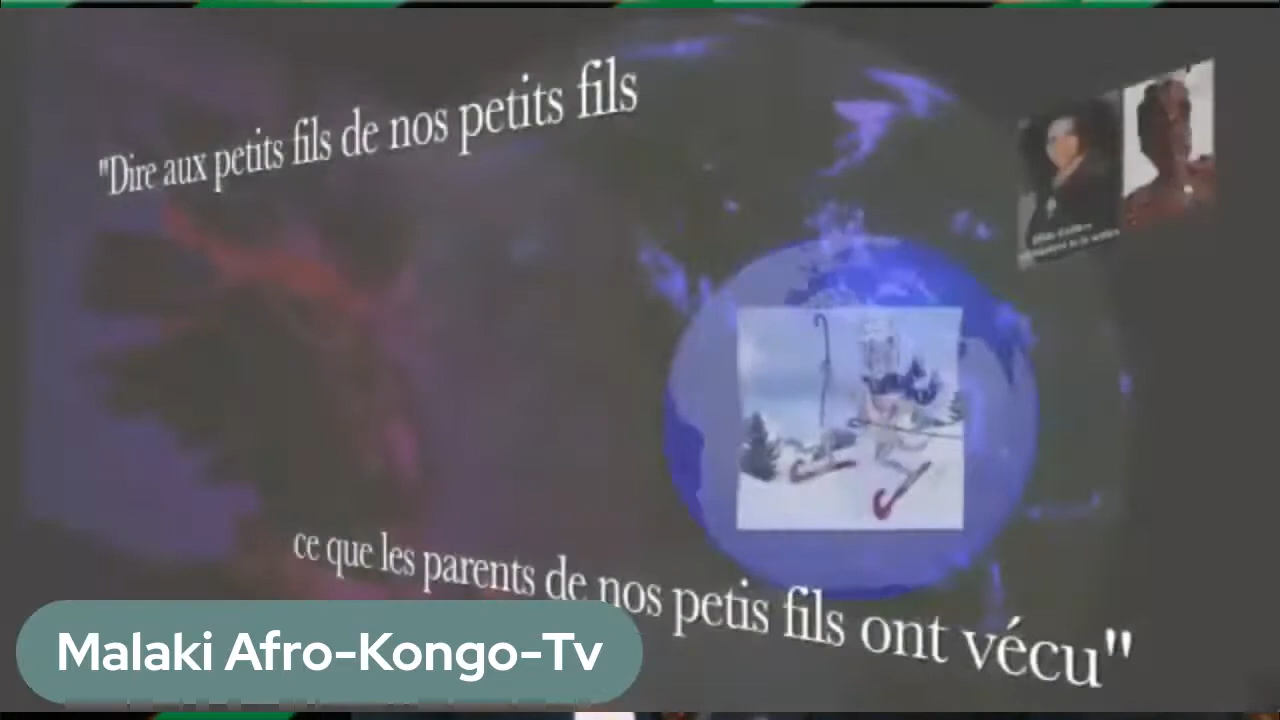 "Dire aux petits fils de nos petits fils
ce que les parents de nos petis fils ont vécu"
Malaki Afro-Kongo-Tv